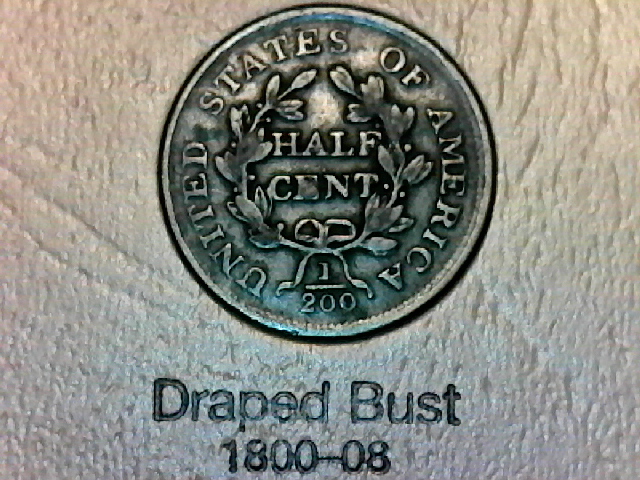 UNITED STATES OF AMERICA
HALF
CENT
1
200
Draped Bust
1800-08